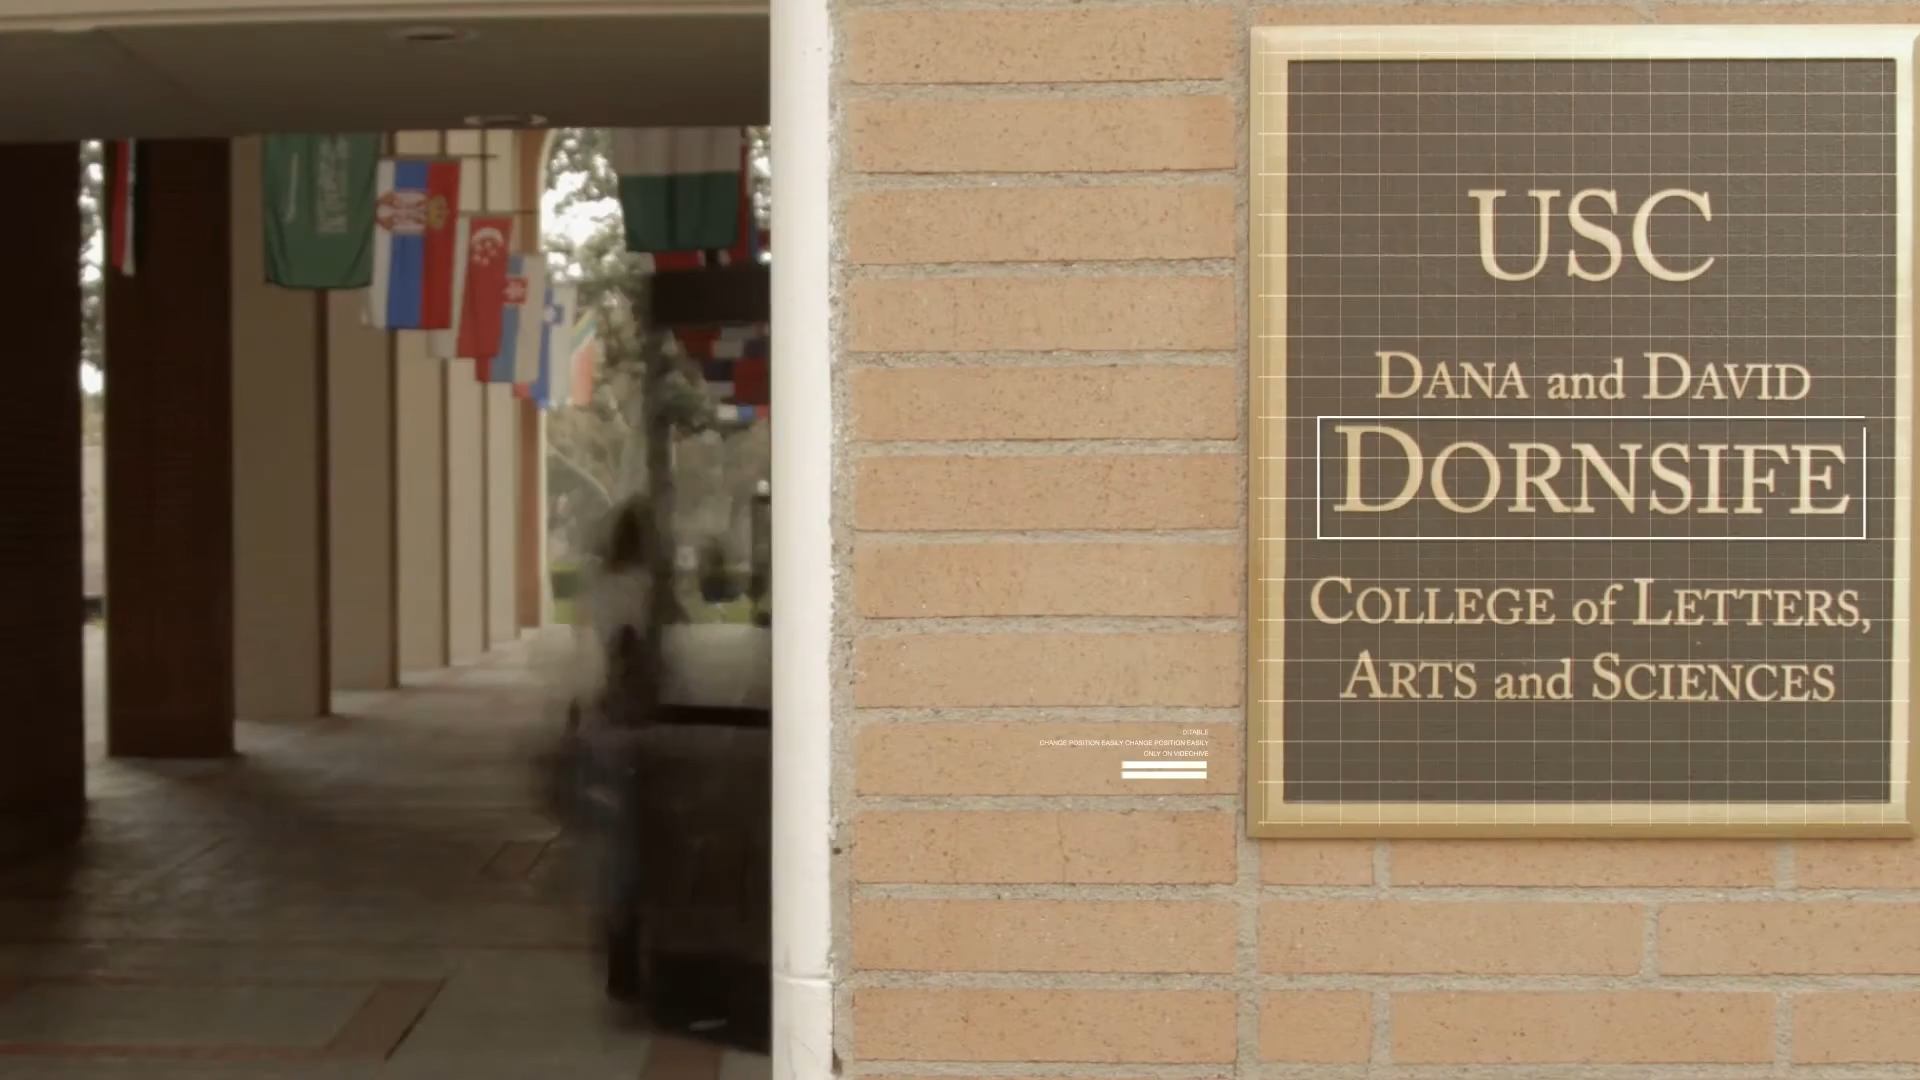 USC
DANA and DAVID
DORNSIFE
COLLEGE of LETTERS,
ARTS and SCIENCES
DITABLE
CHANGE POSITION EASILY CHANGE POSITION EASILY
ONLY ON VIDEOHIVE